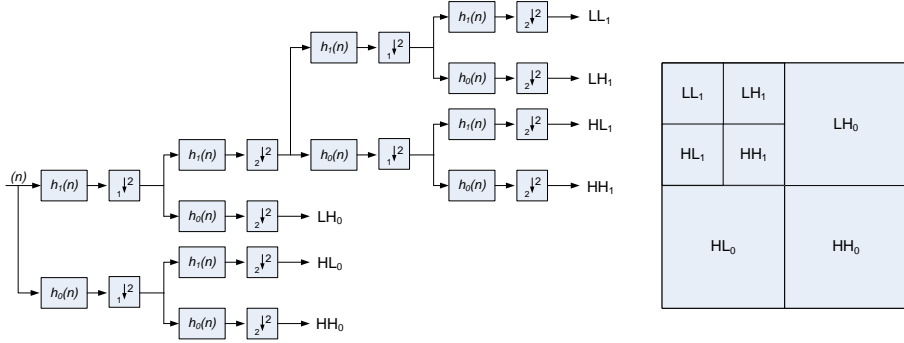 h₁(n) ₂↓2 LL₁
h₁(n) ₁↓2
h₀(n) ₂↓2 LH₁
h₁(n) ₂↓2 HL₁
h₁(n) ₂↓2 h₀(n) ₁↓2
(n) h₁(n) ₁↓2
h₀(n) ₂↓2 HH₁
h₀(n) ₂↓2 LH₀
h₁(n) ₂↓2 HL₀
h₀(n) ₁↓2
h₀(n) ₂↓2 HH₀
LL₁ LH₁
LH₀
HL₁ HH₁
HL₀ HH₀